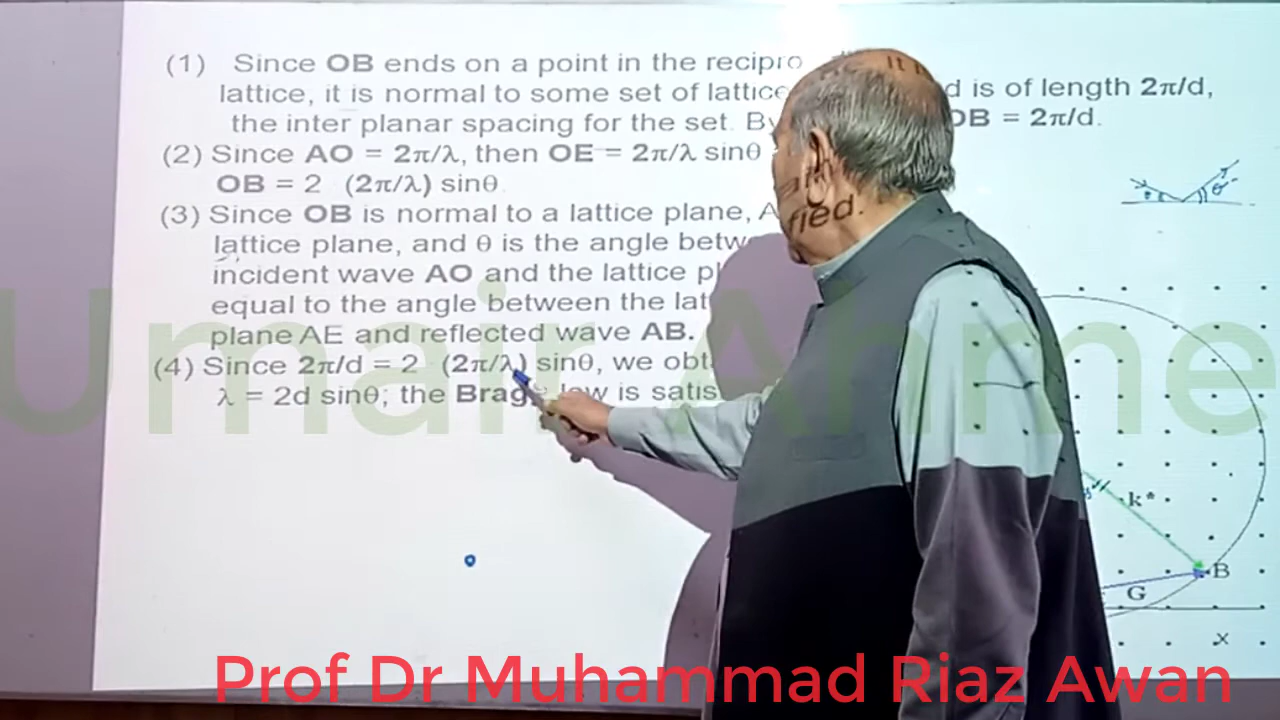 (1) Since OB ends on a point in the recipro It
lattice, it is normal to some set of lattice d is of length 2π/d,
the inter planar spacing for the set. By OB = 2π/d.
(2) Since AO = 2π/λ, then OE = 2π/λ sinθ
OB = 2 (2π/λ) sinθ
(3) Since OB is normal to a lattice plane, A
lattice plane, and θ is the angle betw
incident wave AO and the lattice pl
equal to the angle between the lat
plane AE and reflected wave AB.
(4) Since 2π/d = 2 (2π/λ) sinθ, we obt
λ = 2d sinθ; the Bragg law is satis fied.
θ θ
k*
B
G
x
Umair Ahme
Prof Dr Muhammad Riaz Awan